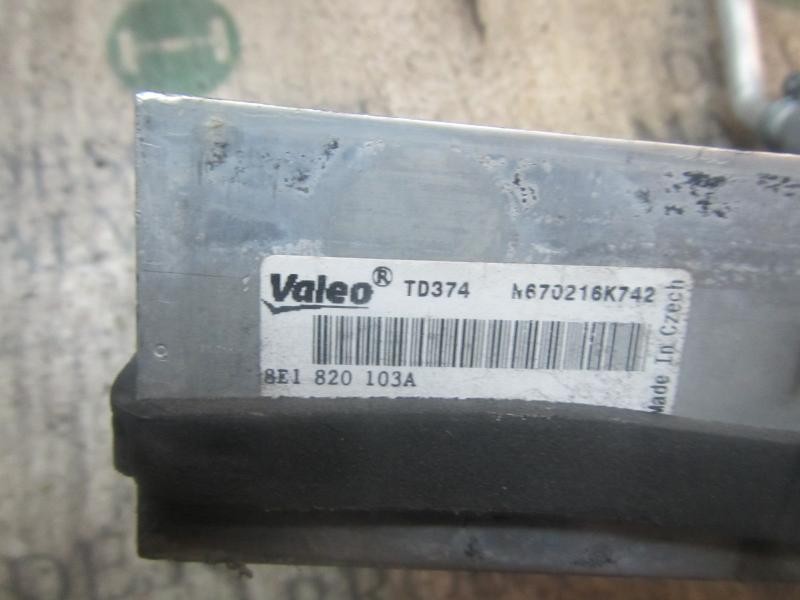 Valeo® TD374 N670216K742
8E1 820 103A
Made In Czech